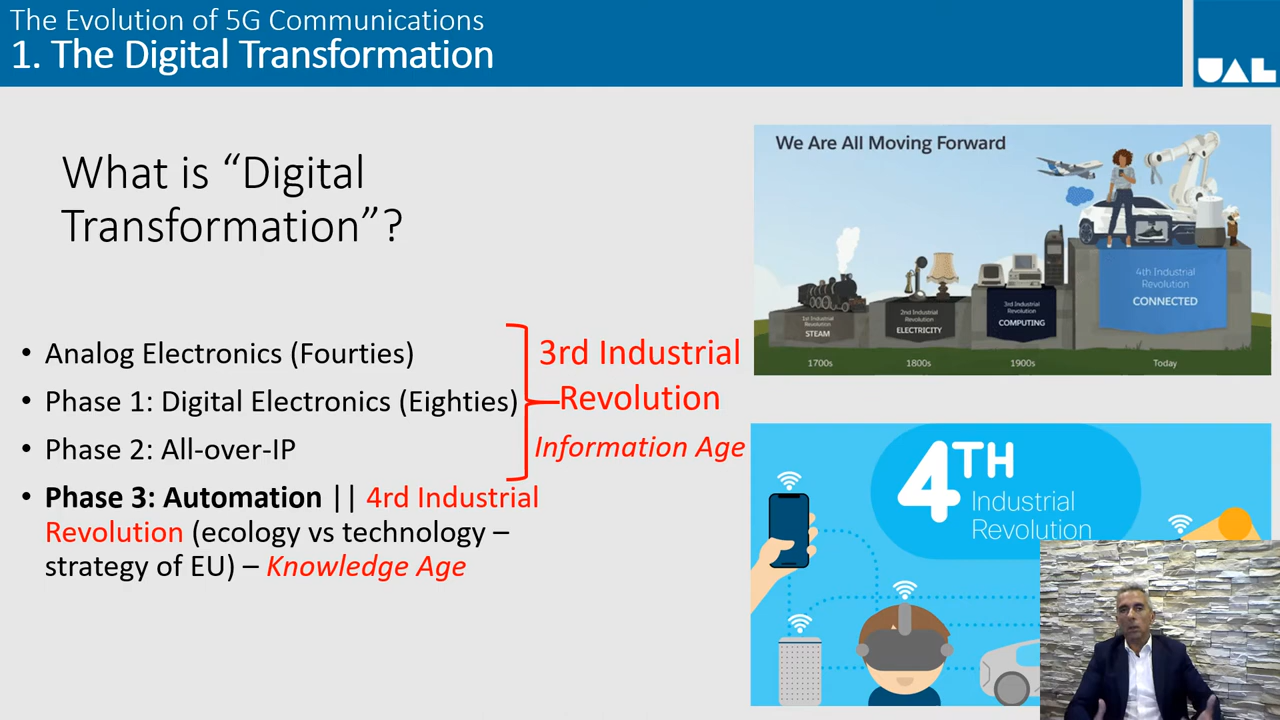 The Evolution of 5G Communications
1. The Digital Transformation
UAL
What is “Digital
Transformation”?
• Analog Electronics (Fourties)
• Phase 1: Digital Electronics (Eighties)
• Phase 2: All-over-IP
• Phase 3: Automation || 4rd Industrial
Revolution (ecology vs technology –
strategy of EU) – Knowledge Age
3rd Industrial
Revolution
Information Age
We Are All Moving Forward
1st Industrial
Revolution
STEAM
2nd Industrial
Revolution
ELECTRICITY
3rd Industrial
Revolution
COMPUTING
4th Industrial
Revolution
CONNECTED
1700s
1800s
1900s
Today
4TH
Industrial
Revolution